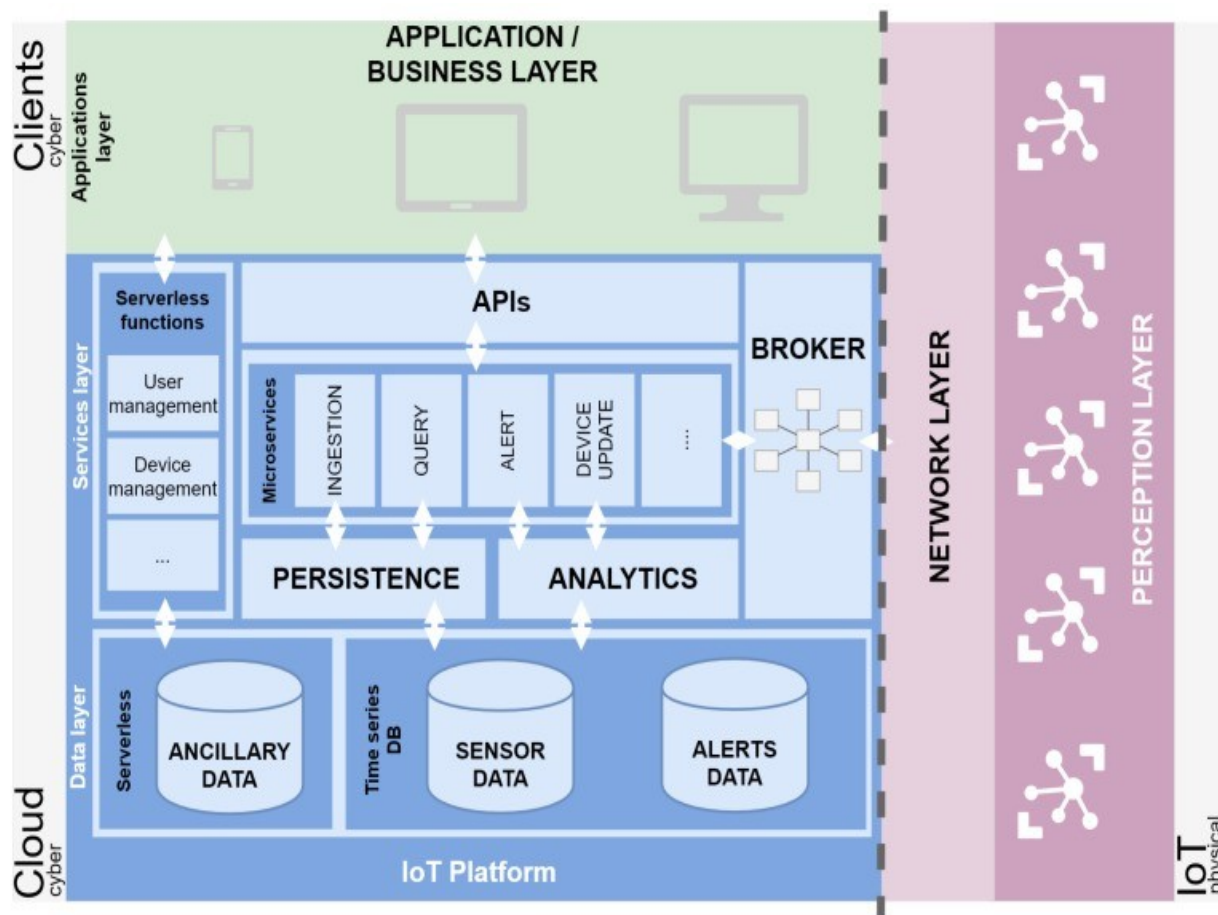 Clients
cyber
Applications
layer
APPLICATION /
BUSINESS LAYER
Services layer
Serverless
functions
User
management
Device
management
...
APIs
Microservices
INGESTION
QUERY
ALERT
DEVICE
UPDATE
.....
BROKER
PERSISTENCE
ANALYTICS
Cloud
cyber
Data layer
Serverless
ANCILLARY
DATA
Time series
DB
SENSOR
DATA
ALERTS
DATA
IoT Platform
NETWORK LAYER
PERCEPTION LAYER
IoT
physical